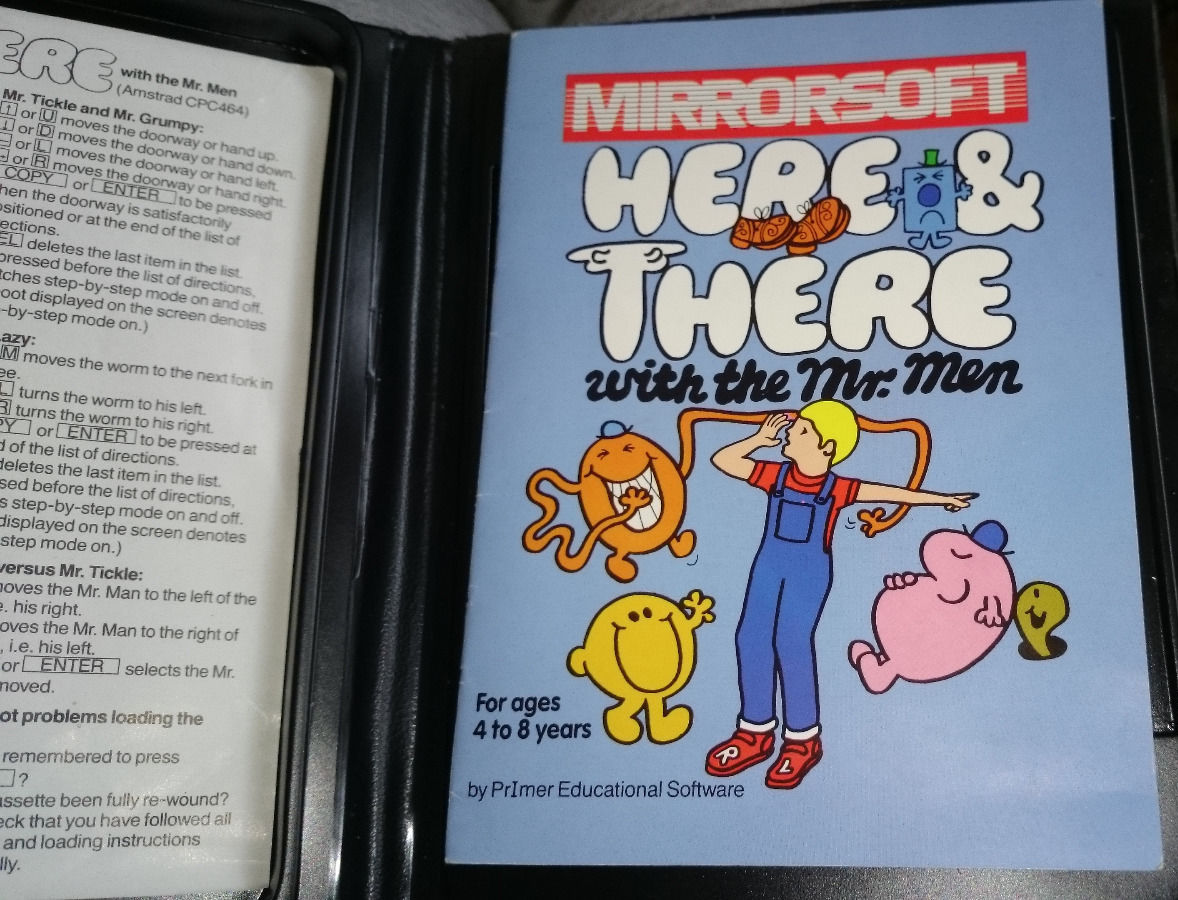 ERE with the Mr. Men
(Amstrad CPC464)
Mr. Tickle and Mr. Grumpy:
↑ or U moves the doorway or hand up.
↓ or D moves the doorway or hand down.
or L moves the doorway or hand left.
or R moves the doorway or hand right.
COPY or ENTER to be pressed
hen the doorway is satisfactorily
ositioned or at the end of the list of
ections.
EL deletes the last item in the list.
pressed before the list of directions,
tches step-by-step mode on and off.
oot displayed on the screen denotes
-by-step mode on.)
azy:
M moves the worm to the next fork in
ee.
L turns the worm to his left.
R turns the worm to his right.
PY or ENTER to be pressed at
d of the list of directions.
deletes the last item in the list.
sed before the list of directions,
s step-by-step mode on and off.
displayed on the screen denotes
step mode on.)
versus Mr. Tickle:
noves the Mr. Man to the left of the
e. his right.
oves the Mr. Man to the right of
, i.e. his left.
or ENTER selects the Mr.
moved.
ot problems loading the
remembered to press
?
assette been fully re-wound?
eck that you have followed all
and loading instructions
lly.
MIRRORSOFT
HERE &
THERE
with the Mr. Men
For ages
4 to 8 years
R L
by PrImer Educational Software